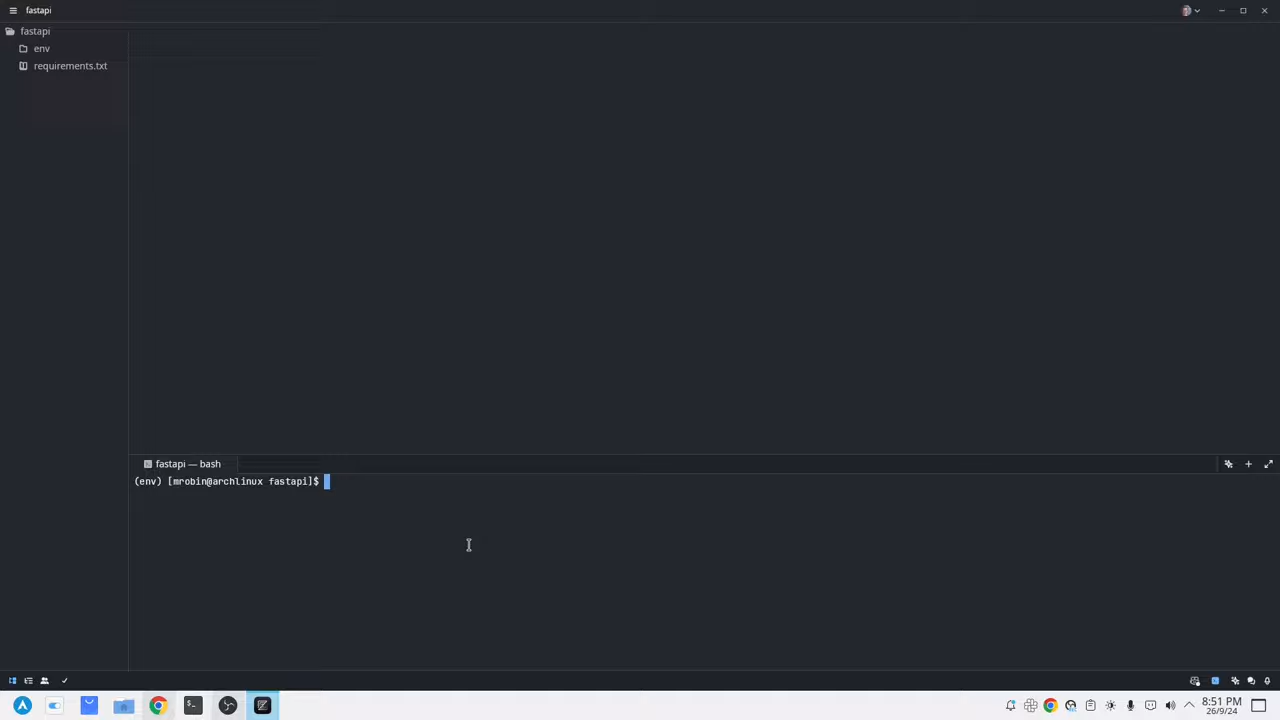 fastapi
fastapi
env
requirements.txt
fastapi — bash
(env) [mrobin@archlinux fastapi]$
8:51 PM
26/9/24